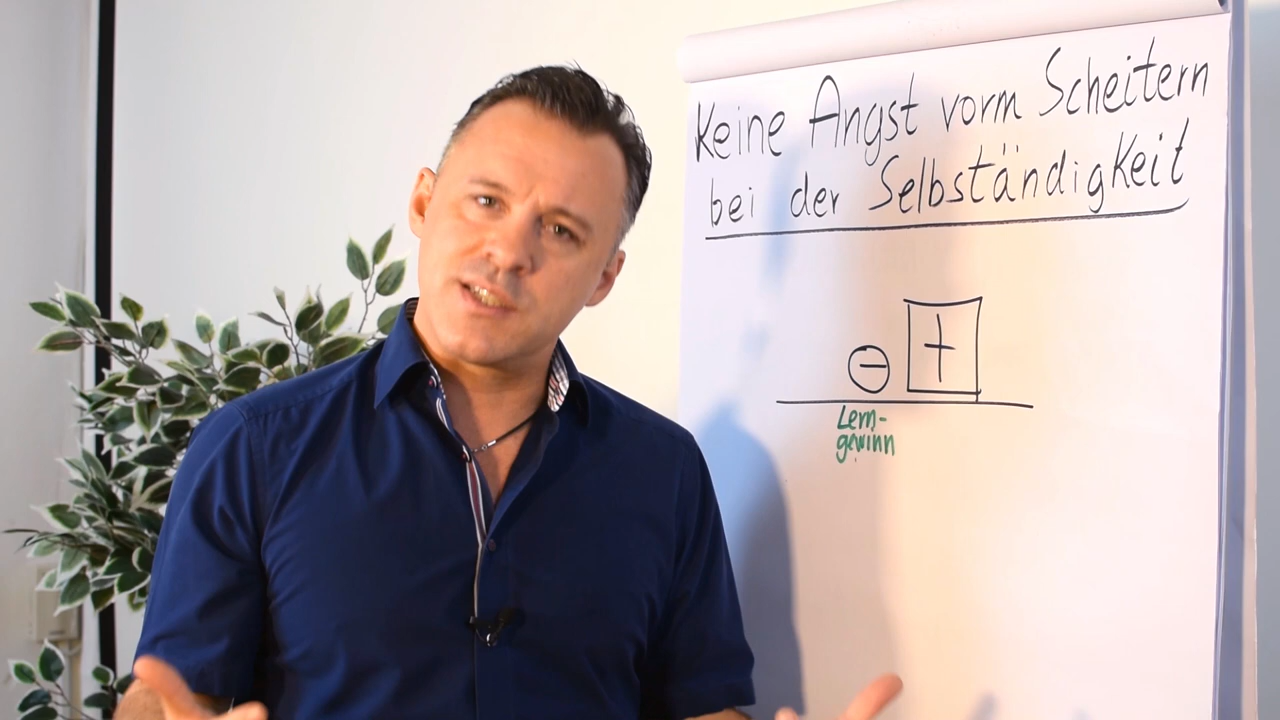 Keine Angst vorm Scheitern
bei der Selbständigkeit
− +
Lern-
gewinn